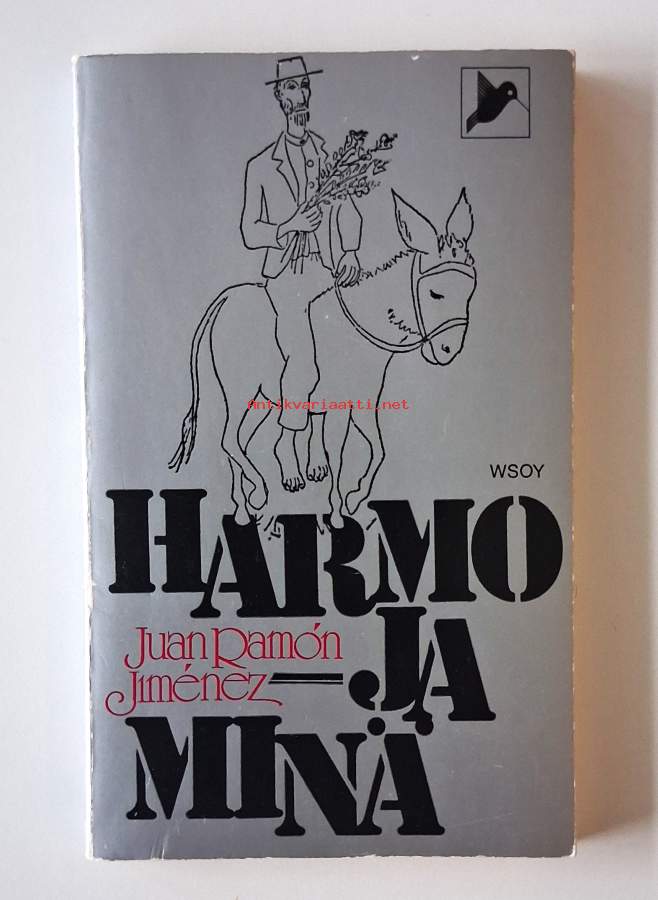 Antikvariaatti.net
WSOY
HARMO
JA
Juan Ramón
Jiménez
MINÄ